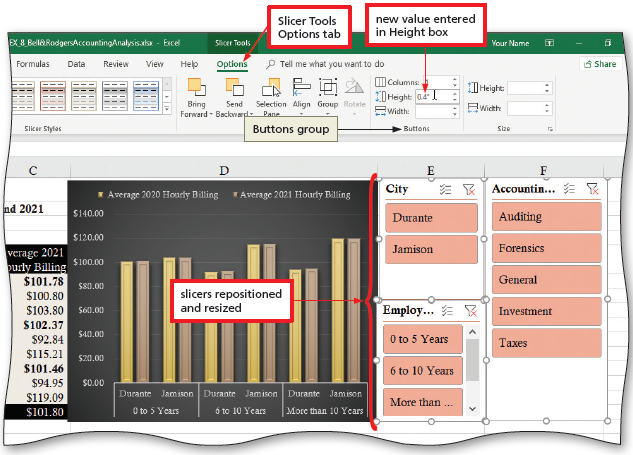 Slicer Tools
Options tab
new value entered
in Height box
EX_8_Bell&RodgersAccountingAnalysis.xlsx - Excel
Slicer Tools
Your Name
Formulas Data Review View Help Options Tell me what you want to do
Share
Columns:
Height: 0.4"
Width:
Height:
Width:
Bring
Forward
Send
Backward
Selection
Pane
Align
Group
Rotate
Slicer Styles
Buttons group
Buttons
Size
C D E F
nd 2021
verage 2021
ourly Billing
$101.78
$100.80
$103.80
$102.37
$92.84
$115.21
$101.46
$94.95
$119.09
$101.80
Average 2020 Hourly Billing Average 2021 Hourly Billing
$140.00
$120.00
$100.00
$80.00
$60.00
$40.00
$20.00
$0.00
Durante Jamison Durante Jamison Durante Jamison
0 to 5 Years 6 to 10 Years More than 10 Years
slicers repositioned
and resized
City
Durante
Jamison
Employ...
0 to 5 Years
6 to 10 Years
More than ...
Accountin...
Auditing
Forensics
General
Investment
Taxes